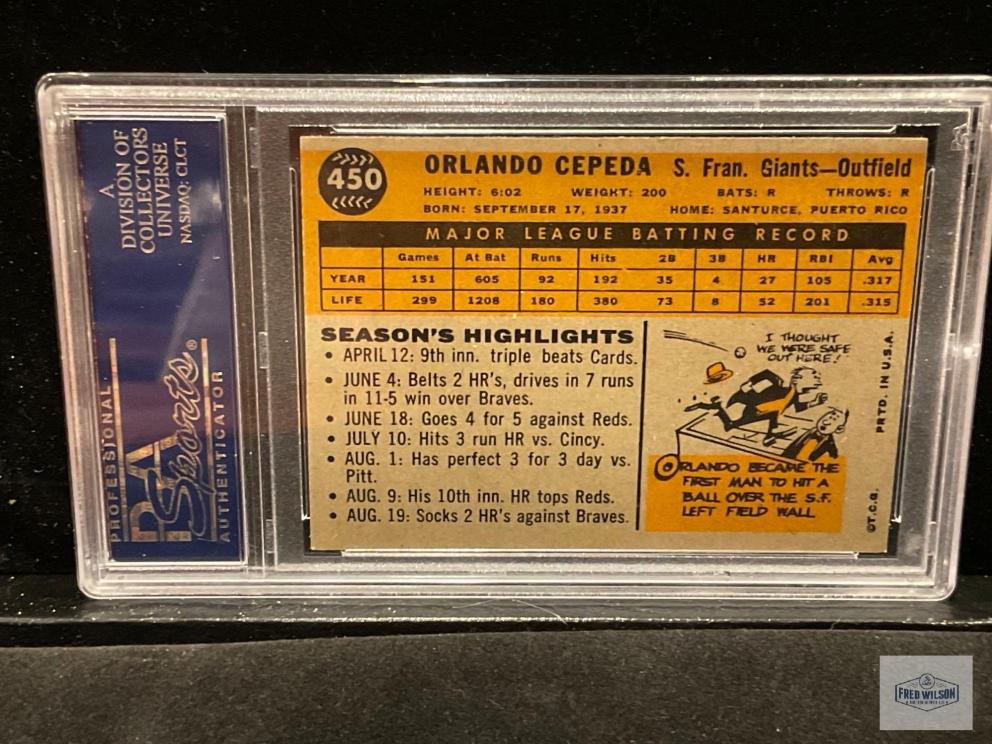 A
DIVISION OF
COLLECTORS
UNIVERSE
NASDAQ: CLCT
PROFESSIONAL
PSA
Sports®
AUTHENTICATOR
450
ORLANDO CEPEDA S. Fran. Giants—Outfield
HEIGHT: 6:02 WEIGHT: 200 BATS: R THROWS: R
BORN: SEPTEMBER 17, 1937 HOME: SANTURCE, PUERTO RICO
MAJOR LEAGUE BATTING RECORD
Games At Bat Runs Hits 2B 3B HR RBI Avg
YEAR 151 605 92 192 35 4 27 105 .317
LIFE 299 1208 180 380 73 8 52 201 .315
SEASON'S HIGHLIGHTS
• APRIL 12: 9th inn. triple beats Cards.
• JUNE 4: Belts 2 HR's, drives in 7 runs
in 11-5 win over Braves.
• JUNE 18: Goes 4 for 5 against Reds.
• JULY 10: Hits 3 run HR vs. Cincy.
• AUG. 1: Has perfect 3 for 3 day vs.
Pitt.
• AUG. 9: His 10th inn. HR tops Reds.
• AUG. 19: Socks 2 HR's against Braves.
I THOUGHT
WE WERE SAFE
OUT HERE!
ORLANDO BECAME THE
FIRST MAN TO HIT A
BALL OVER THE S.F.
LEFT FIELD WALL
©T.C.G. PRTD. IN U.S.A.
FRED WILSON